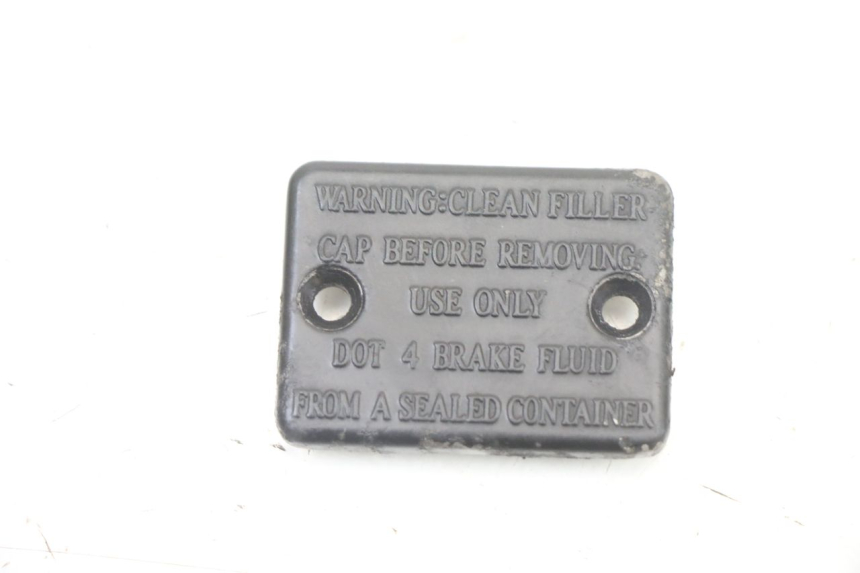 WARNING:CLEAN FILLER
CAP BEFORE REMOVING:
USE ONLY
DOT 4 BRAKE FLUID
FROM A SEALED CONTAINER